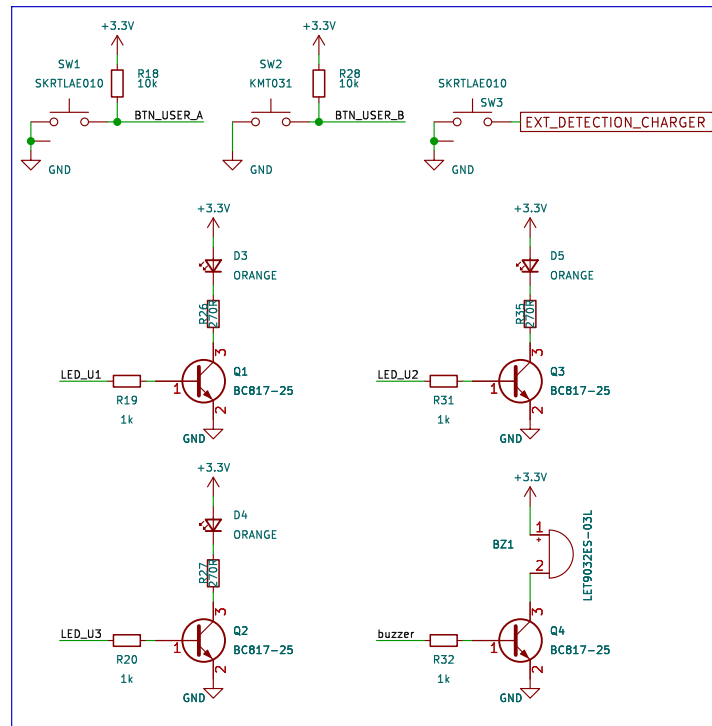 +3.3V
+3.3V
SW1
SKRTLAE010
R18
10k
SW2
KMT031
R28
10k
SKRTLAE010
SW3
BTN_USER_A
BTN_USER_B
EXT_DETECTION_CHARGER
GND
GND
GND
+3.3V
+3.3V
D3
ORANGE
D5
ORANGE
R26
270R
R35
270R
3
3
LED_U1
Q1
LED_U2
Q3
1
BC817-25
1
BC817-25
R19
2
R31
2
1k
1k
GND
GND
+3.3V
+3.3V
D4
ORANGE
1
+
BZ1
LET9032ES-03L
2
R27
270R
3
3
LED_U3
Q2
buzzer
Q4
1
BC817-25
1
BC817-25
R20
2
R32
2
1k
1k
GND
GND